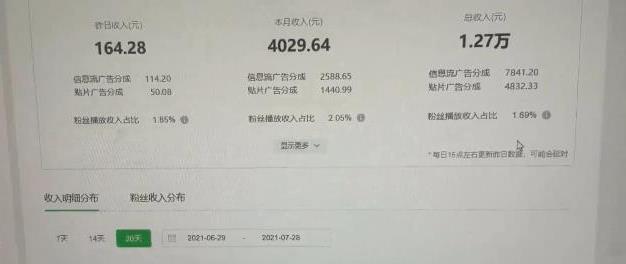 昨日收入(元)
本月收入(元)
总收入(元)
164.28
4029.64
1.27万
信息流广告分成 114.20
信息流广告分成 2588.65
信息流广告分成 7841.20
贴片广告分成 50.08
贴片广告分成 1440.99
贴片广告分成 4832.33
粉丝播放收入占比 1.85%
粉丝播放收入占比 2.05%
粉丝播放收入占比 1.89%
显示更多
*每日15点左右更新昨日数据，可能会延时
收入明细分布 粉丝收入分布
7天 14天 30天 2021-06-29 - 2021-07-28